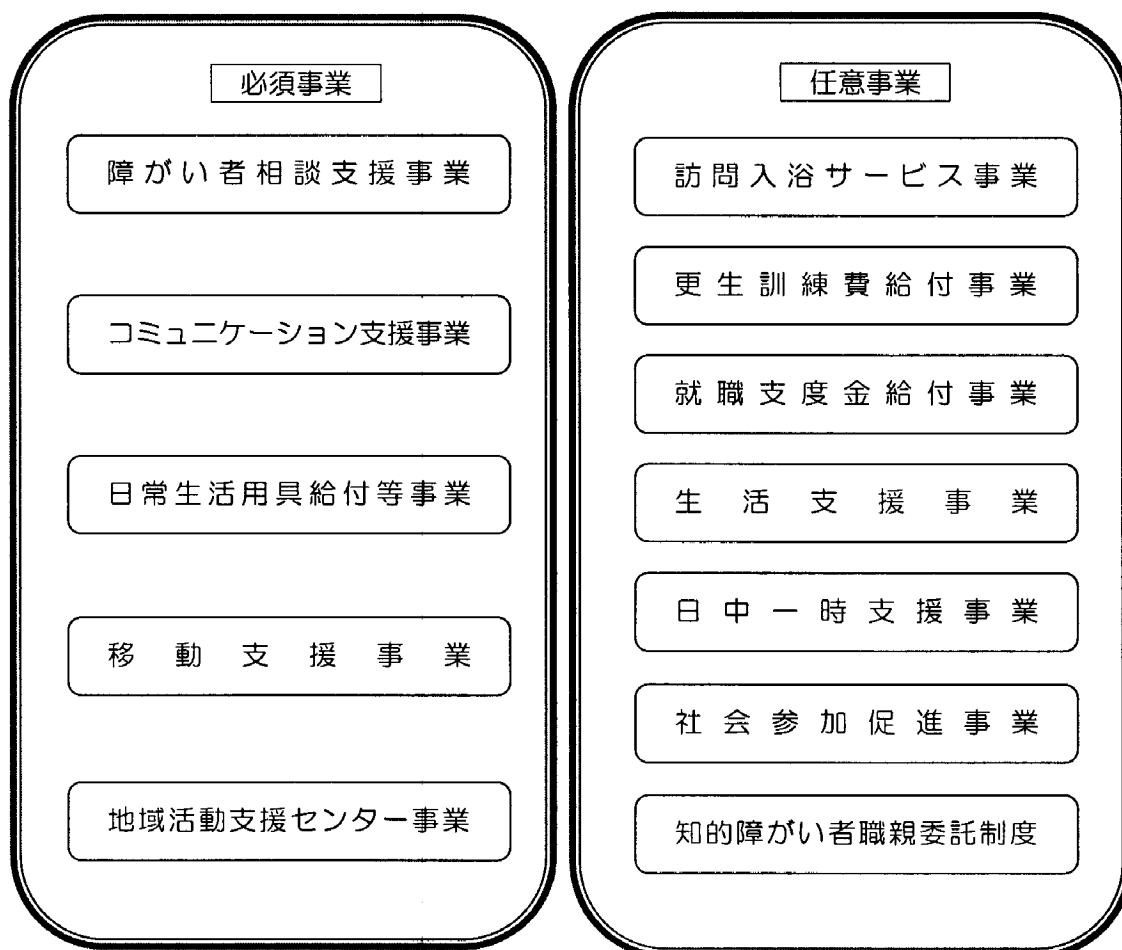 必須事業
障がい者相談支援事業
コミュニケーション支援事業
日常生活用具給付等事業
移動支援事業
地域活動支援センター事業
任意事業
訪問入浴サービス事業
更生訓練費給付事業
就職支度金給付事業
生活支援事業
日中一時支援事業
社会参加促進事業
知的障がい者職親委託制度